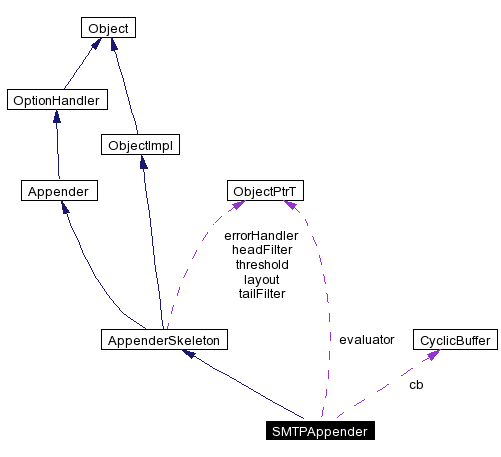 Object
OptionHandler
ObjectImpl
Appender
ObjectPtrT
errorHandler
headFilter
threshold
layout
tailFilter
AppenderSkeleton
evaluator
CyclicBuffer
cb
SMTPAppender